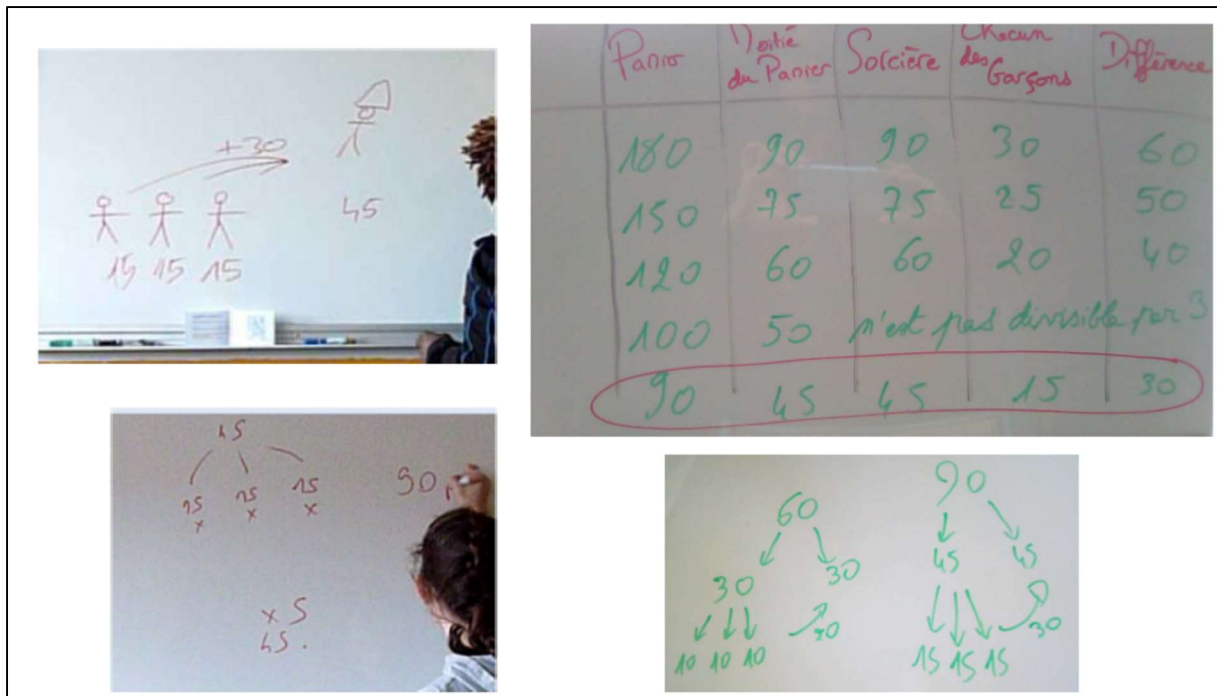 +30
45
15 15 15
Panier Moitié du Panier Sorcière Chacun des Garçons Différence
180 90 90 30 60
150 75 75 25 50
120 60 60 20 40
100 50 n'est pas divisible par 3
90 45 45 15 30
45
15 15 15
x x x
90
x S
45.
60
30 30
20
10 10 10
90
45 45
30
15 15 15